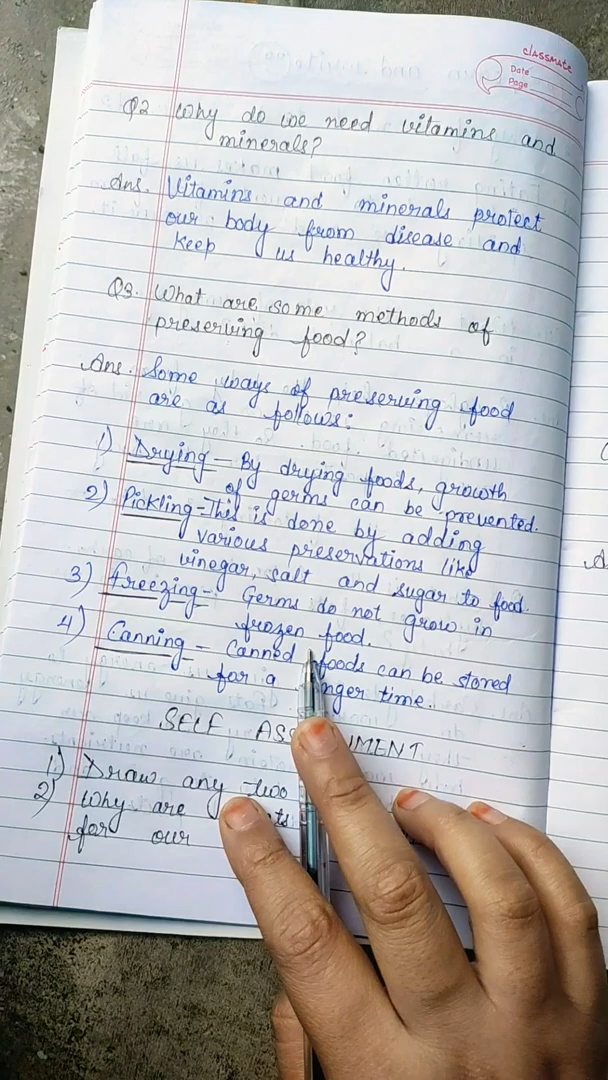 classmate
Date
Page
Q2 Why do we need vitamins and
minerals?
Ans. Vitamins and minerals protect
our body from disease and
keep us healthy.
Q3. What are some methods of
preserving food?
Ans. Some ways of preserving food
are as follows:
1) Drying - By drying foods, growth
of germs can be prevented.
2) Pickling - This is done by adding
various preservations like
vinegar, salt and sugar to food.
3) freezing - Germs do not grow in
frozen food.
4) Canning - Canned foods can be stored
for a nger time.
SELF ASS NMENT
1) Draw any two
2) Why are ts
for our